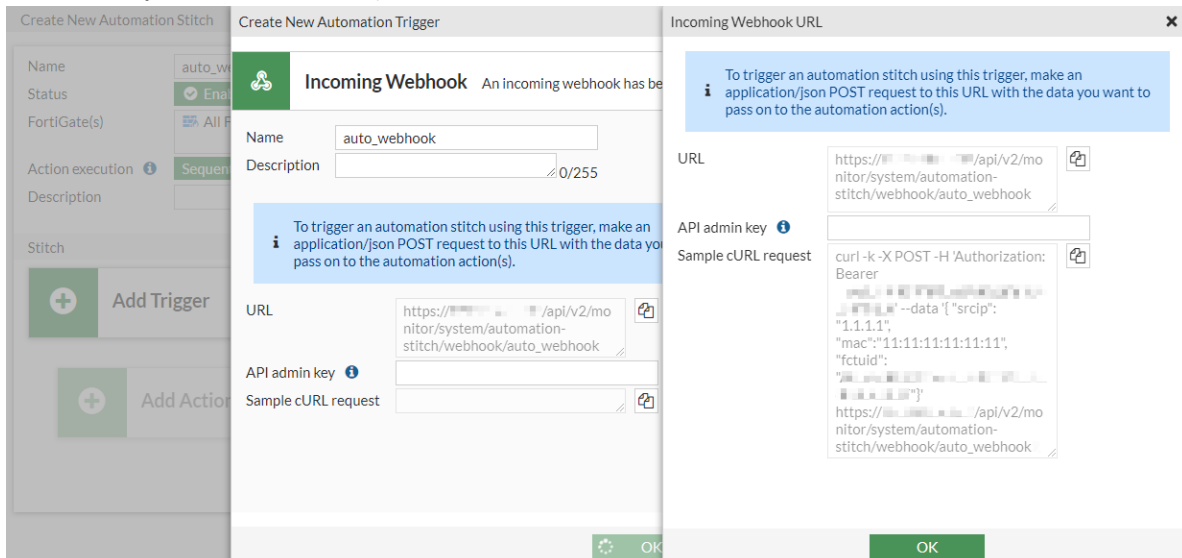 Create New Automation Stitch
Name auto_we
Status Enal
FortiGate(s) All F
Action execution Sequen
Description
Stitch
Add Trigger
Add Action
Create New Automation Trigger
Incoming Webhook An incoming webhook has be
Name auto_webhook
Description 0/255
To trigger an automation stitch using this trigger, make an
application/json POST request to this URL with the data you
pass on to the automation action(s).
URL https:// /api/v2/mo
nitor/system/automation-
stitch/webhook/auto_webhook
API admin key
Sample cURL request
OK
Incoming Webhook URL
To trigger an automation stitch using this trigger, make an
application/json POST request to this URL with the data you want to
pass on to the automation action(s).
URL https:// /api/v2/mo
nitor/system/automation-
stitch/webhook/auto_webhook
API admin key
Sample cURL request curl -k -X POST -H 'Authorization:
Bearer
' --data '{ "srcip":
"1.1.1.1",
"mac":"11:11:11:11:11:11",
"fctuid":
"
"}'
https:// /api/v2/mo
nitor/system/automation-
stitch/webhook/auto_webhook
OK